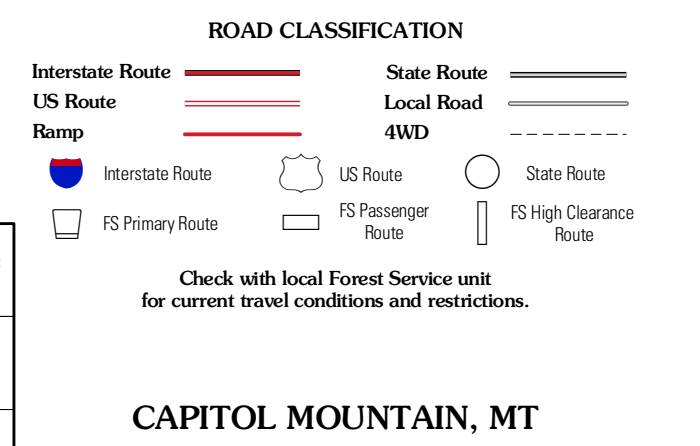 ROAD CLASSIFICATION
Interstate Route
State Route
US Route
Local Road
Ramp
4WD
Interstate Route
US Route
State Route
FS Primary Route
FS Passenger
Route
FS High Clearance
Route
Check with local Forest Service unit
for current travel conditions and restrictions.
CAPITOL MOUNTAIN, MT